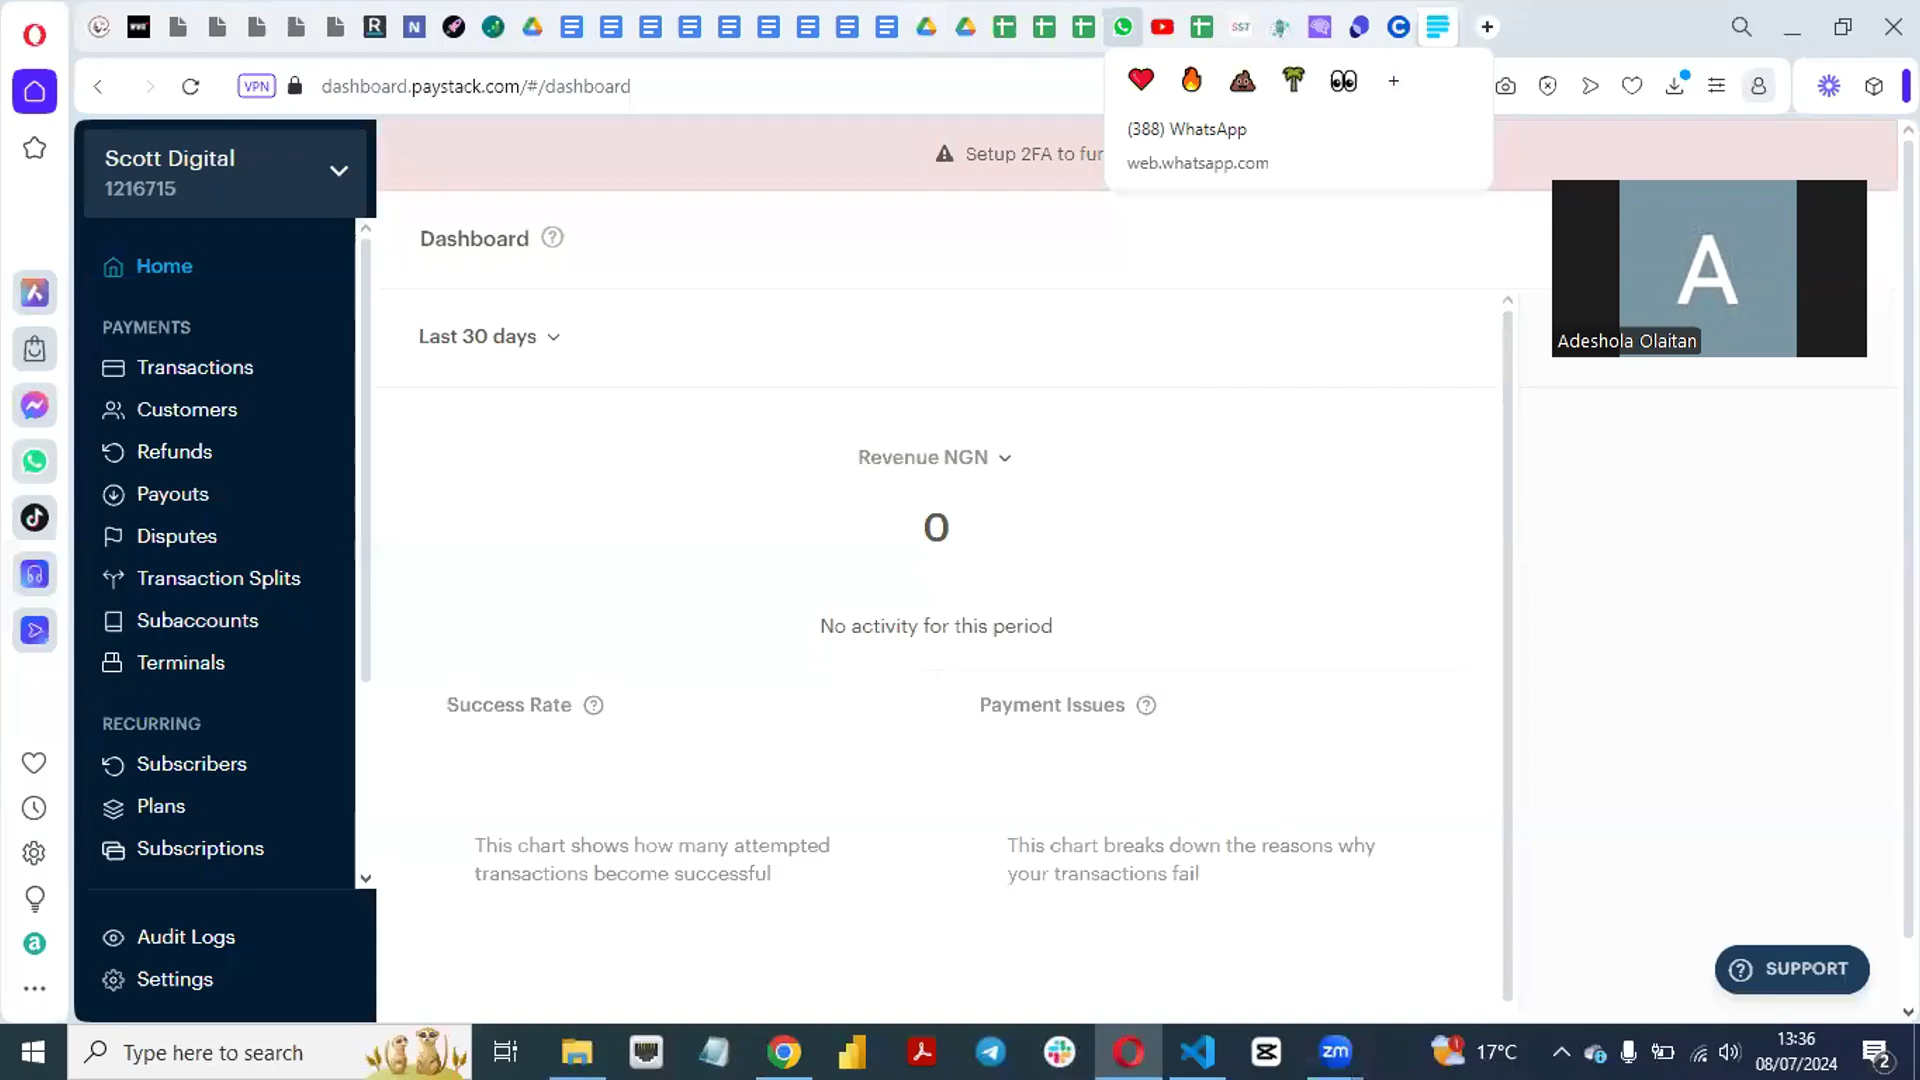 SST
VPN
dashboard.paystack.com/#/dashboard
(388) WhatsApp
web.whatsapp.com
Scott Digital
1216715
Setup 2FA to fur
Dashboard
Adeshola Olaitan
Home
Last 30 days
PAYMENTS
Transactions
Customers
Refunds
Payouts
Disputes
Transaction Splits
Subaccounts
Terminals
RECURRING
Subscribers
Plans
Subscriptions
Audit Logs
Settings
Revenue NGN
0
No activity for this period
Success Rate
Payment Issues
This chart shows how many attempted
transactions become successful
This chart breaks down the reasons why
your transactions fail
SUPPORT
Type here to search
zm
17°C
13:36
08/07/2024
2